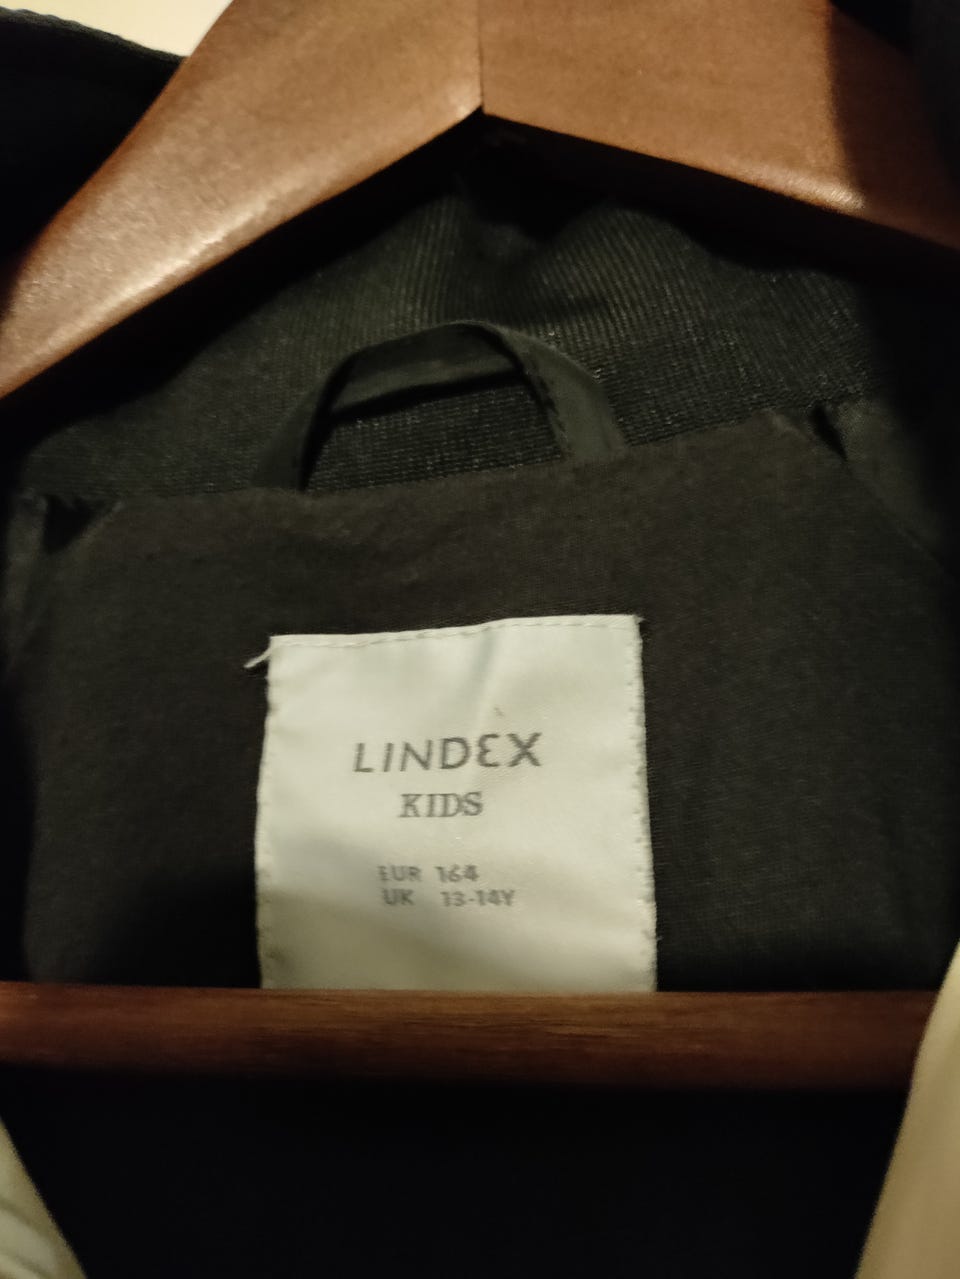 LINDEX
KIDS
EUR 164
UK 13-14Y